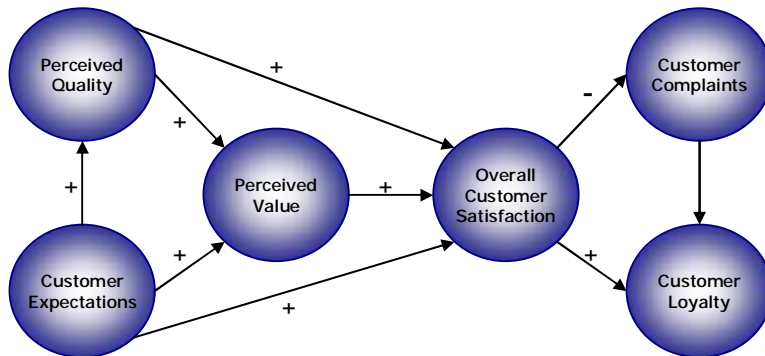 Perceived
Quality
+
-
Customer
Complaints
+
+
Perceived
Value
+
Overall
Customer
Satisfaction
+
+
Customer
Expectations
+
+
Customer
Loyalty